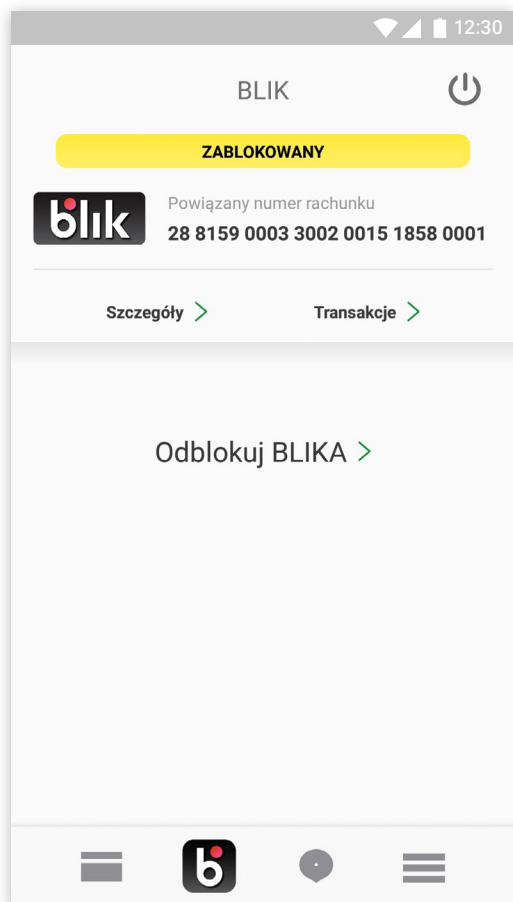 12:30
BLIK
ZABLOKOWANY
blik
Powiązany numer rachunku
28 8159 0003 3002 0015 1858 0001
Szczegóły
Transakcje
Odblokuj BLIKA
b